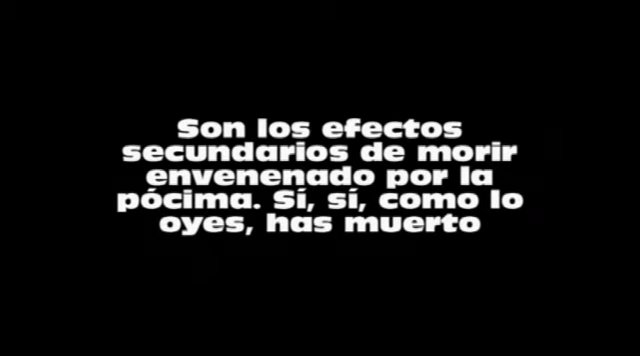 Son los efectos
secundarios de morir
envenenado por la
pócima. Sí, sí, como lo
oyes, has muerto